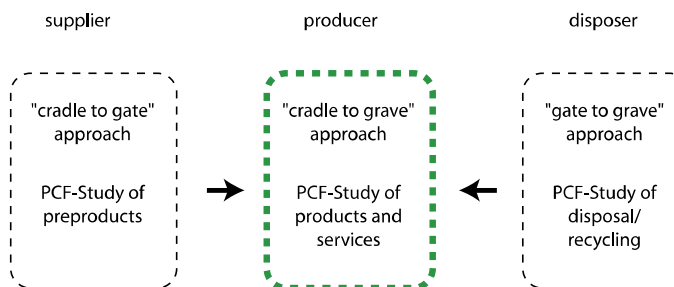 supplier
producer
disposer
"cradle to gate"
approach
PCF-Study of
preproducts
"cradle to grave"
approach
PCF-Study of
products and
services
"gate to grave"
approach
PCF-Study of
disposal/
recycling